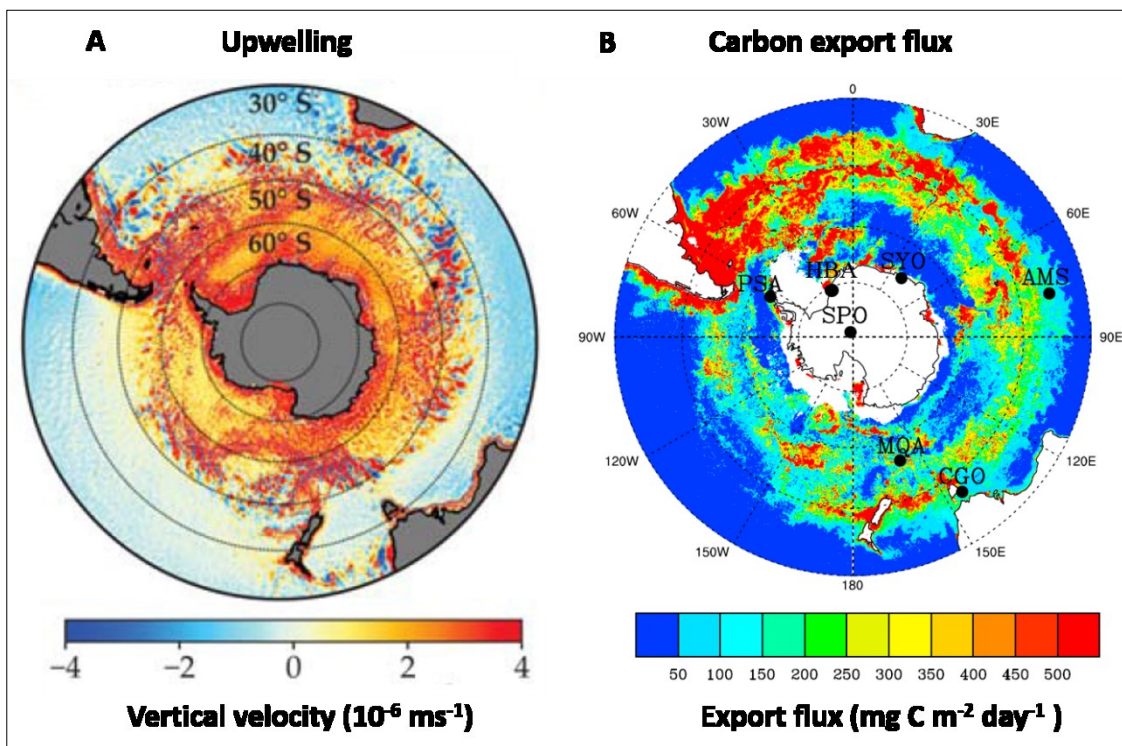 A Upwelling
30° S
40° S
50° S
60° S
−4 −2 0 2 4
Vertical velocity (10⁻⁶ ms⁻¹)
B Carbon export flux
0
30W 30E
60W 60E
PSA HBA SYO AMS
SPO
90W 90E
MQA
CGO
120W 120E
150W 150E
180
50 100 150 200 250 300 350 400 450 500
Export flux (mg C m⁻² day⁻¹ )